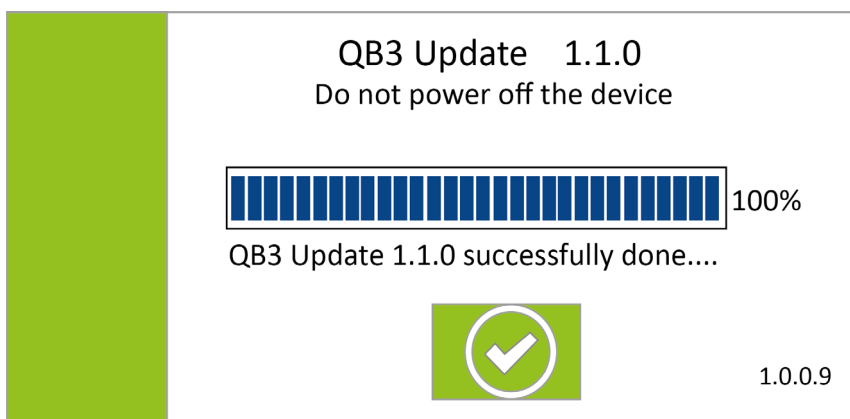 QB3 Update 1.1.0
Do not power off the device
100%
QB3 Update 1.1.0 successfully done....
1.0.0.9